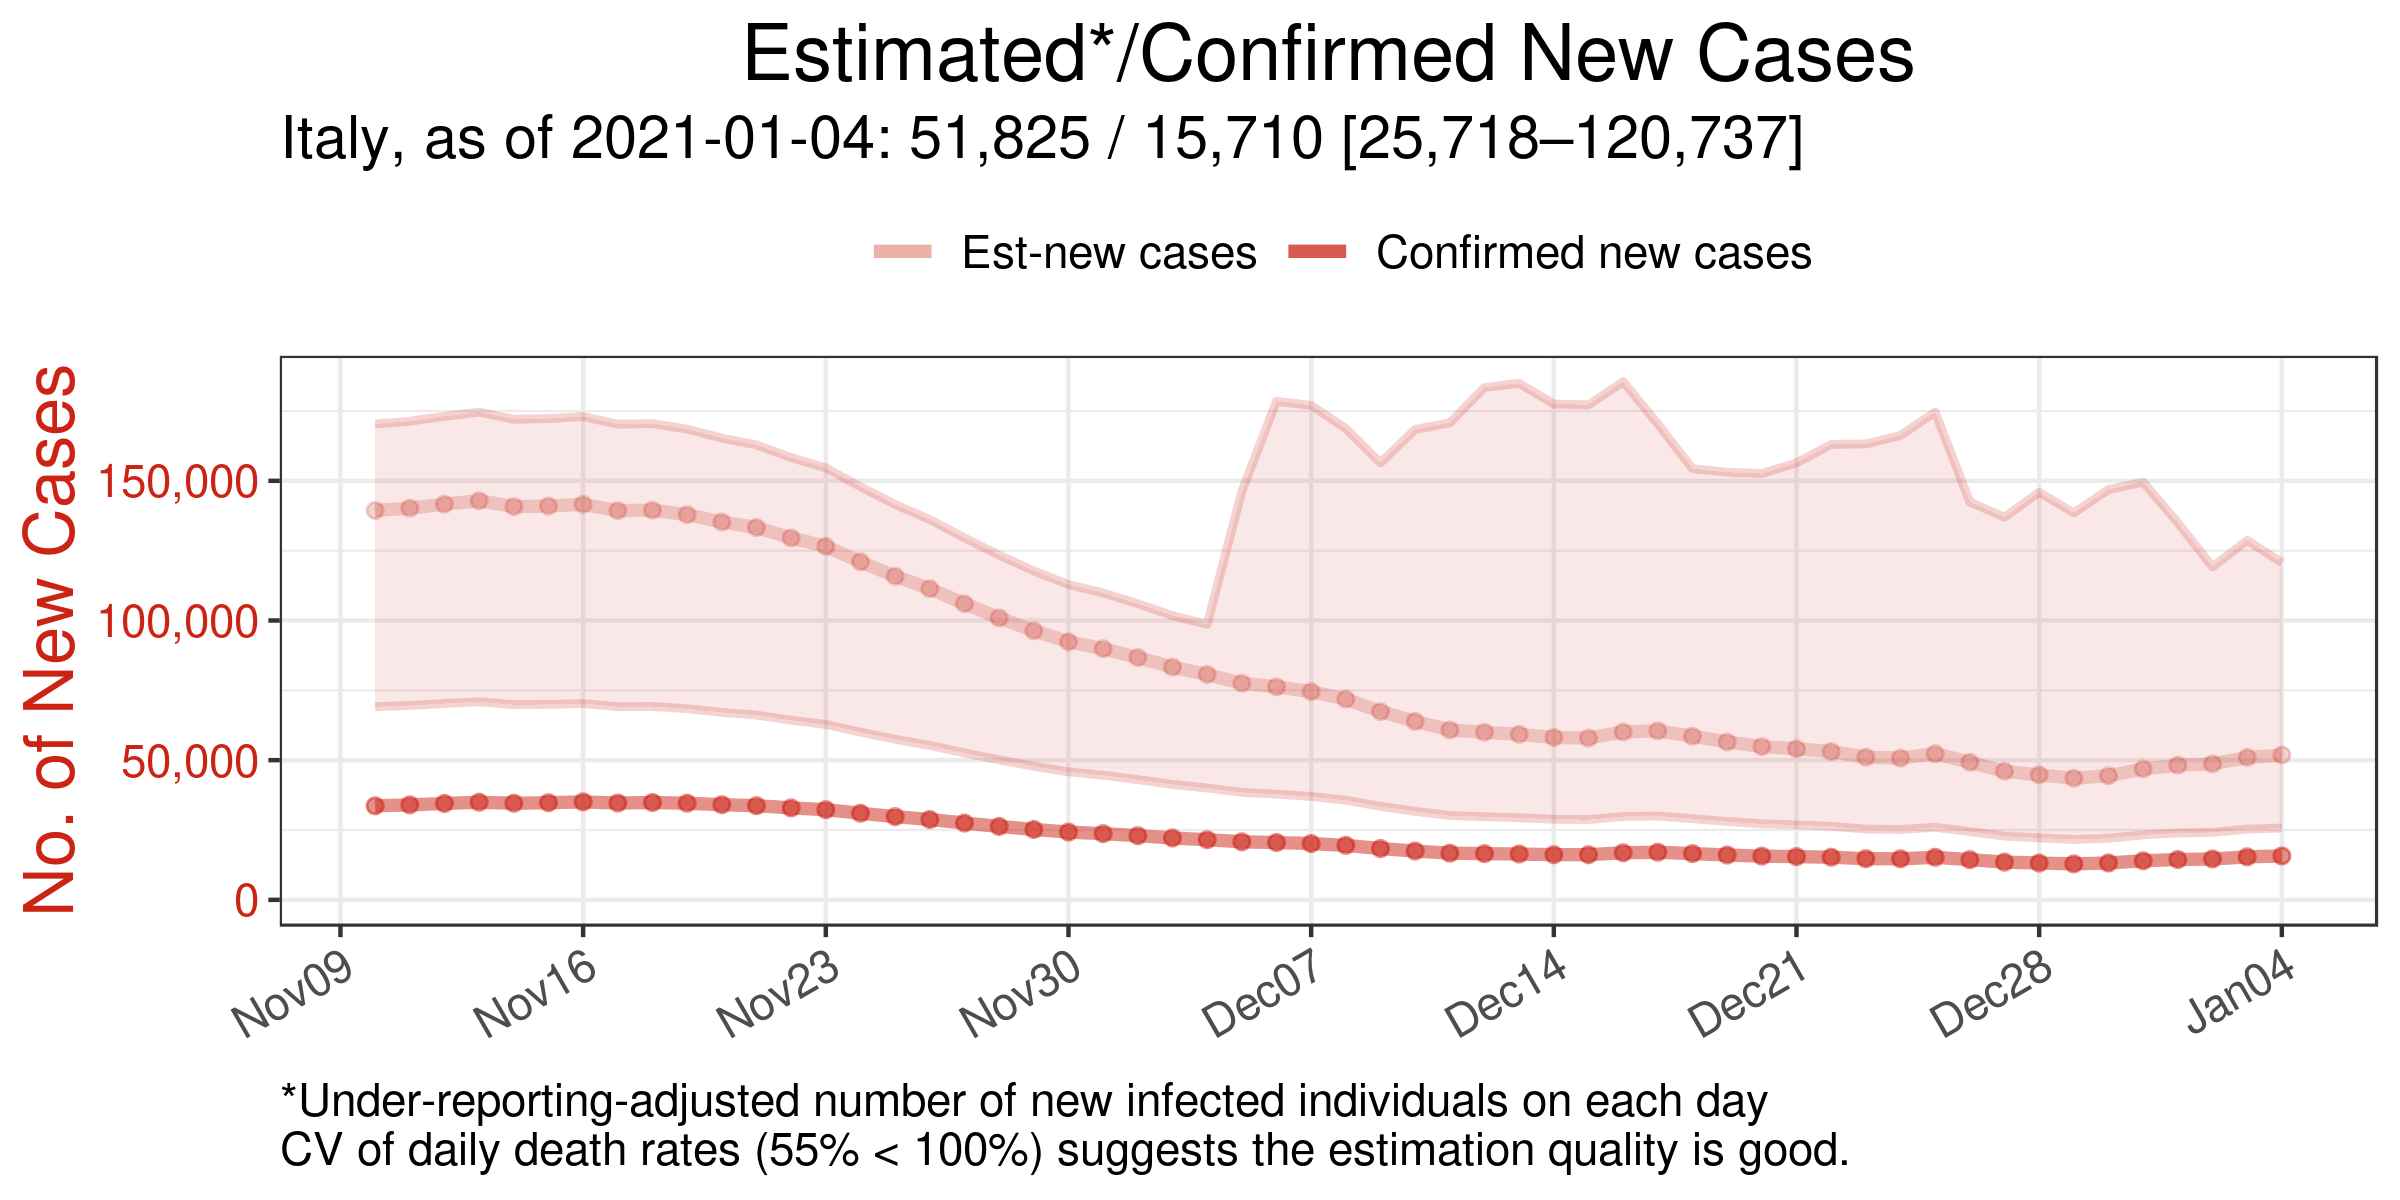 Estimated*/Confirmed New Cases
Italy, as of 2021-01-04: 51,825 / 15,710 [25,718–120,737]
Est-new cases
Confirmed new cases
No. of New Cases
150,000
100,000
50,000
0
Nov09
Nov16
Nov23
Nov30
Dec07
Dec14
Dec21
Dec28
Jan04
*Under-reporting-adjusted number of new infected individuals on each day
CV of daily death rates (55% < 100%) suggests the estimation quality is good.